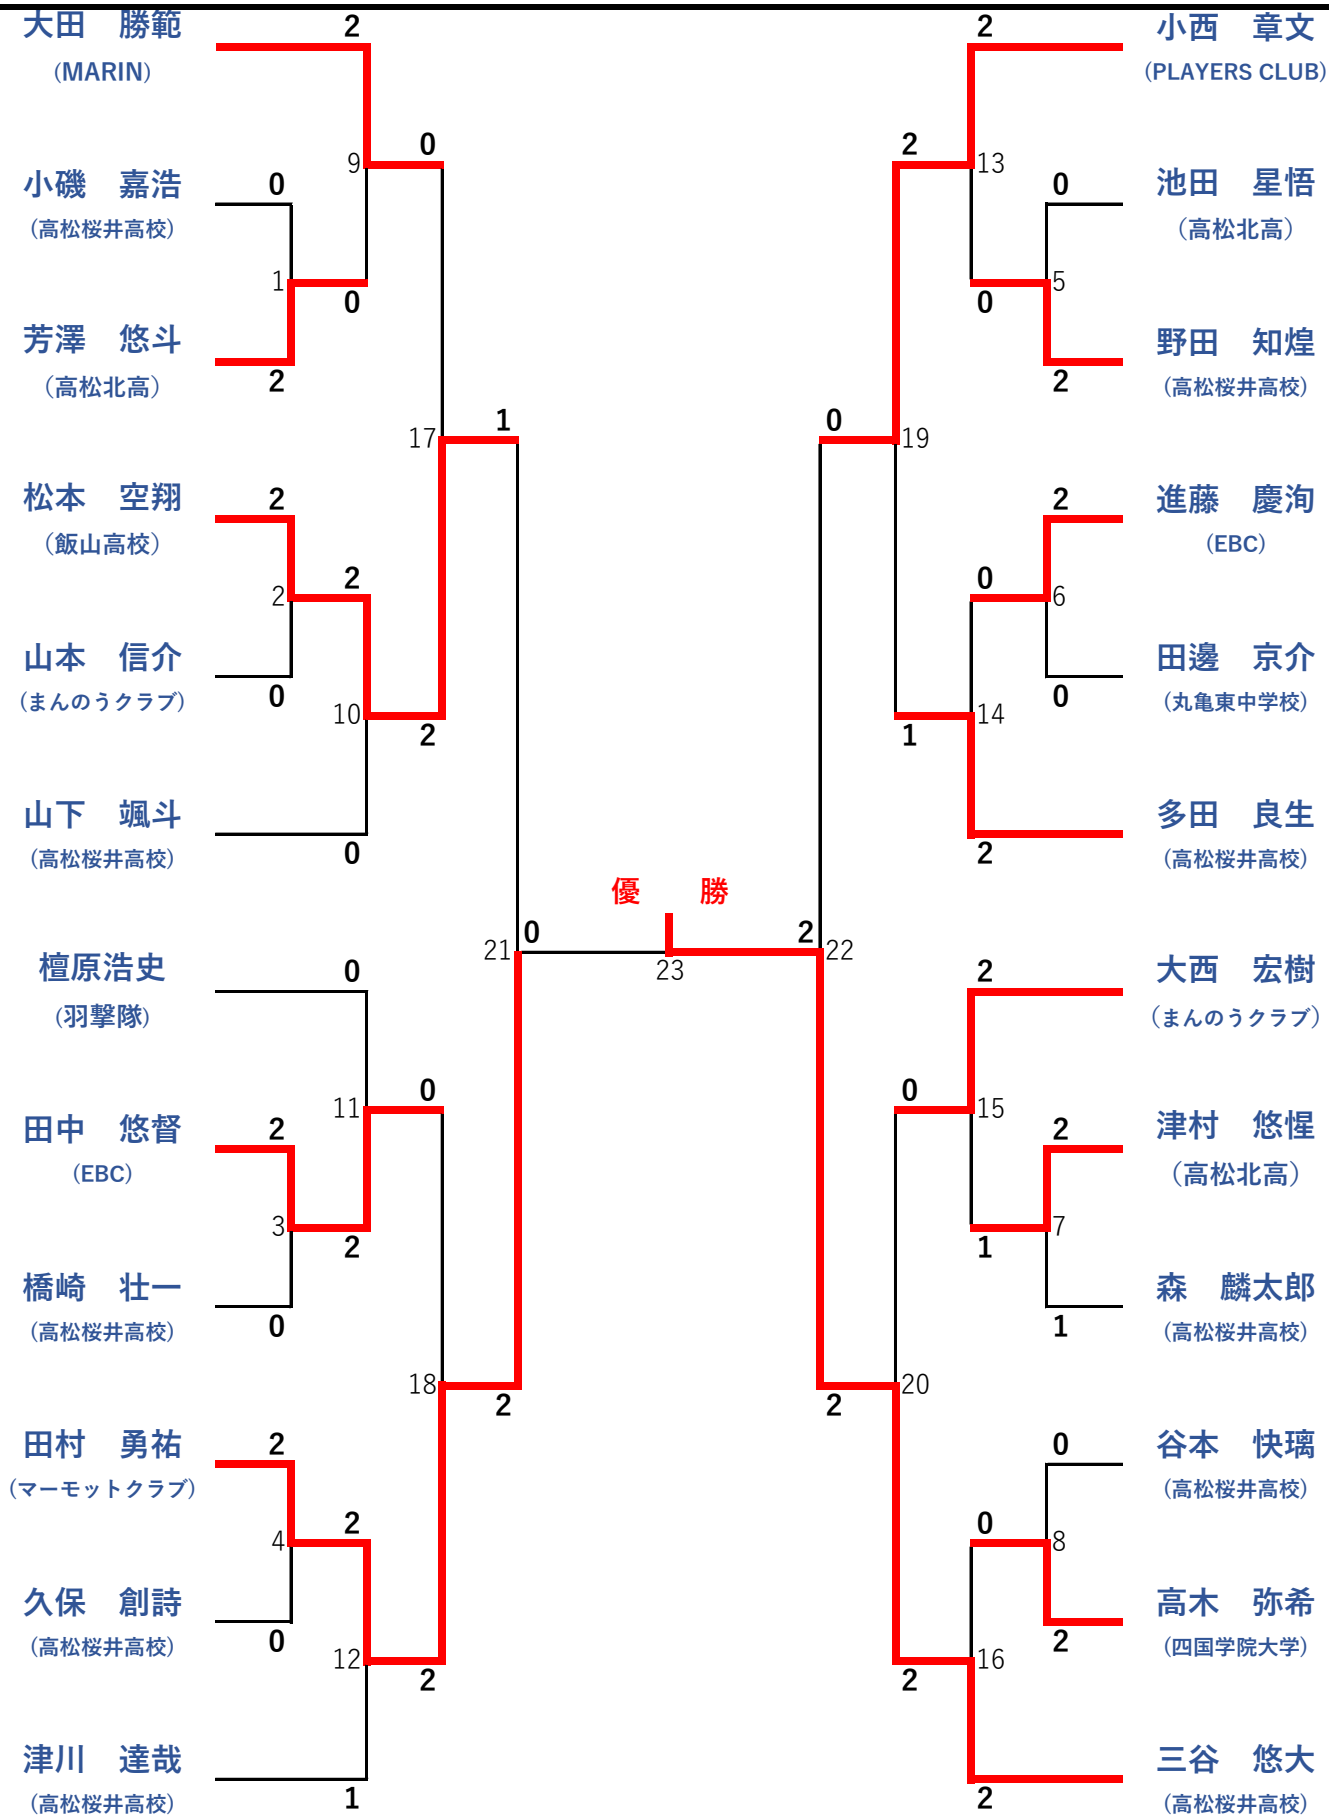 大田　勝範
(MARIN)
2
小磯　嘉浩
(高松桜井高校)
0
9
0
1
0
芳澤　悠斗
(高松北高)
2
17
1
松本　空翔
(飯山高校)
2
2
2
山本　信介
(まんのうクラブ)
0
10
2
山下　颯斗
(高松桜井高校)
0
檀原浩史
(羽撃隊)
0
21
0
田中　悠督
(EBC)
2
11
0
3
2
橋崎　壮一
(高松桜井高校)
0
18
2
田村　勇祐
(マーモットクラブ)
2
4
2
久保　創詩
(高松桜井高校)
0
12
2
津川　達哉
(高松桜井高校)
1
優　勝
23
2
小西　章文
(PLAYERS CLUB)
2
13
0
池田　星悟
(高松北高)
0
5
2
野田　知煌
(高松桜井高校)
0
19
2
進藤　慶洵
(EBC)
0
6
0
田邊　京介
(丸亀東中学校)
1
14
2
多田　良生
(高松桜井高校)
2
22
2
大西　宏樹
(まんのうクラブ)
0
15
2
津村　悠惺
(高松北高)
1
7
1
森　麟太郎
(高松桜井高校)
2
20
0
谷本　快璃
(高松桜井高校)
0
8
2
高木　弥希
(四国学院大学)
2
16
2
三谷　悠大
(高松桜井高校)